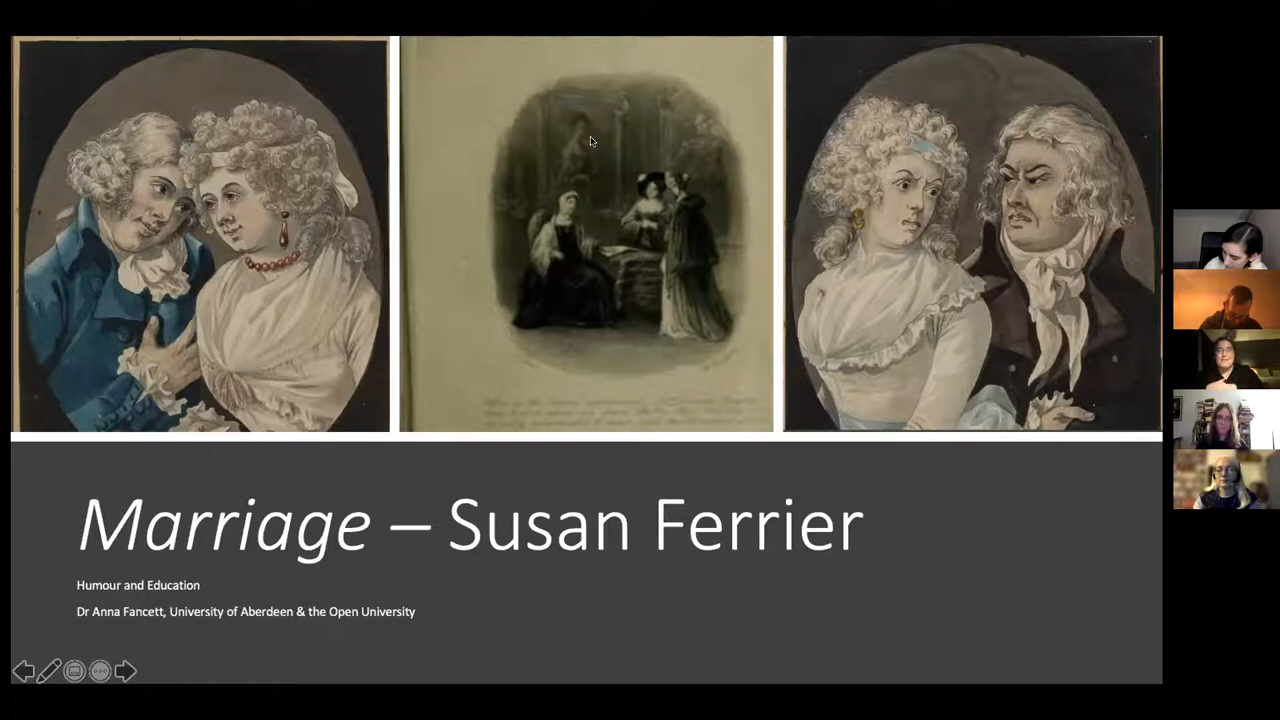 Marriage – Susan Ferrier
Humour and Education
Dr Anna Fancett, University of Aberdeen & the Open University